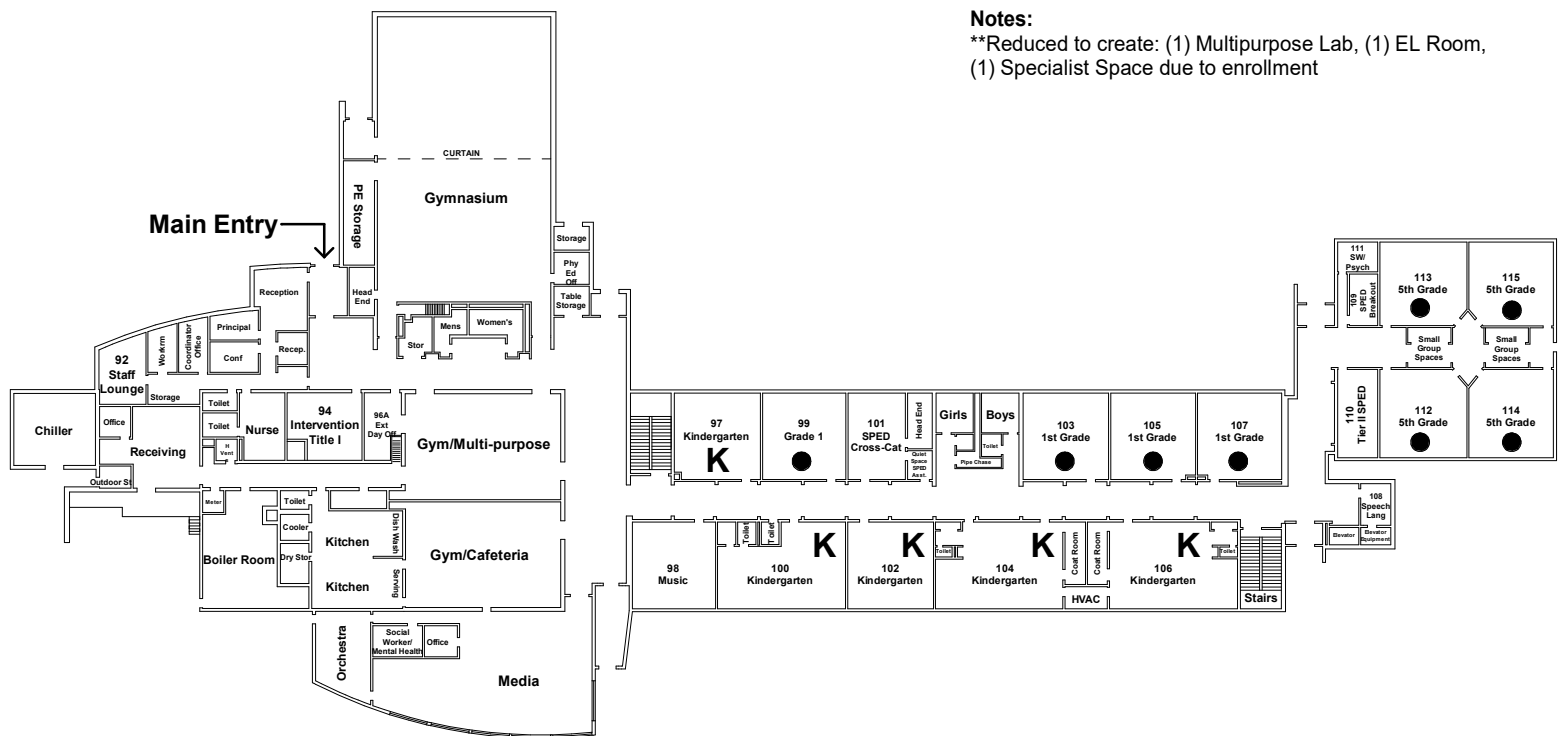 Notes:
**Reduced to create: (1) Multipurpose Lab, (1) EL Room,
(1) Specialist Space due to enrollment
CURTAIN
PE Storage
Gymnasium
Main Entry
Storage
Phy
Ed
Off
Table
Storage
Head
End
Reception
Principal
Conf
Recep.
Coordinator
Office
Workrm
92
Staff
Lounge
Storage
Stor
Mens
Women's
Chiller
Office
Receiving
Outdoor St
Toilet
Toilet
H
Vent
Nurse
94
Intervention
Title I
96A
Ext
Day Off
Gym/Multi-purpose
Meter
Boiler Room
Toilet
Cooler
Dry Stor
Kitchen
Kitchen
Dish Wash
Serving
Gym/Cafeteria
Orchestra
Social
Worker/
Mental Health
Office
Media
97
Kindergarten
K
99
Grade 1
101
SPED
Cross-Cat
Head End
Quiet
Space
SPED
Asst.
Girls
Boys
Toilet
Pipe Chase
103
1st Grade
105
1st Grade
107
1st Grade
98
Music
Toilet
Toilet
K
100
Kindergarten
K
102
Kindergarten
Toilet
K
104
Kindergarten
Coat Room
Coat Room
HVAC
K
106
Kindergarten
Toilet
Stairs
111
SW/
Psych
109
SPED
Breakout
113
5th Grade
115
5th Grade
Small
Group
Spaces
Small
Group
Spaces
110
Tier II SPED
112
5th Grade
114
5th Grade
108
Speech
Lang
Elevator
Elevator
Equipment